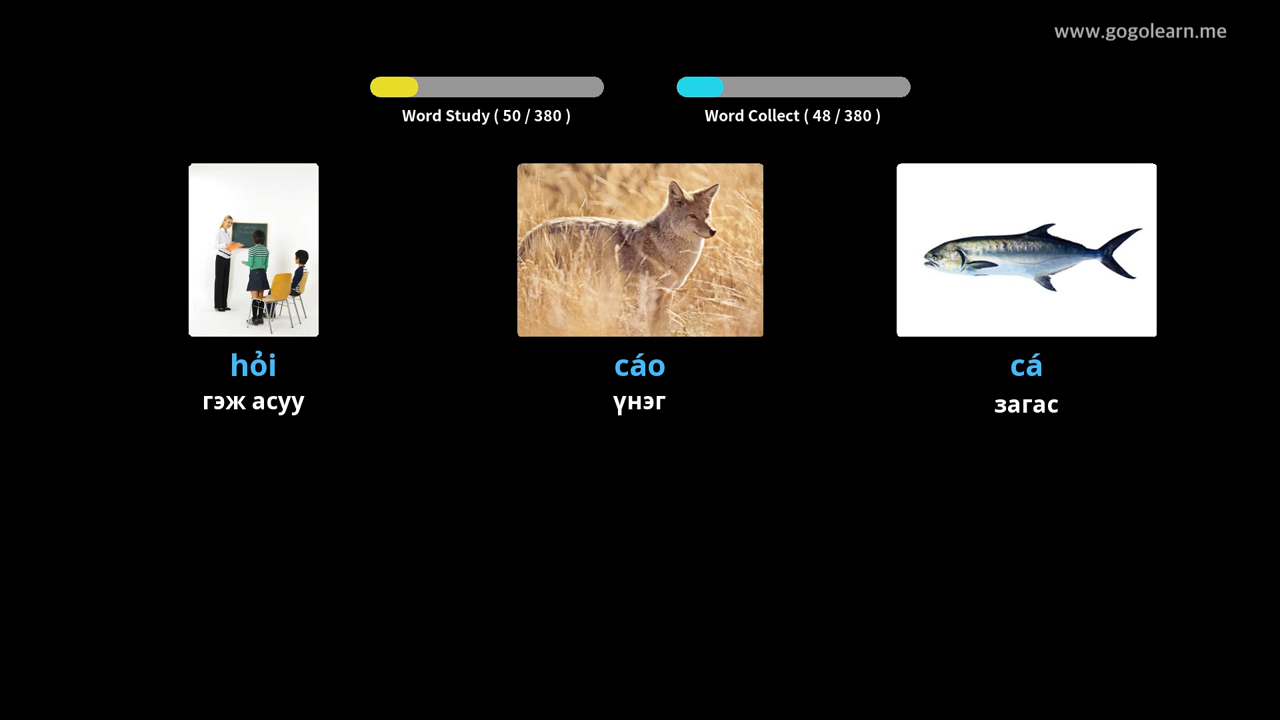 www.gogolearn.me
Word Study ( 50 / 380 )
Word Collect ( 48 / 380 )
hỏi
гэж асуу
cáo
үнэг
cá
загас